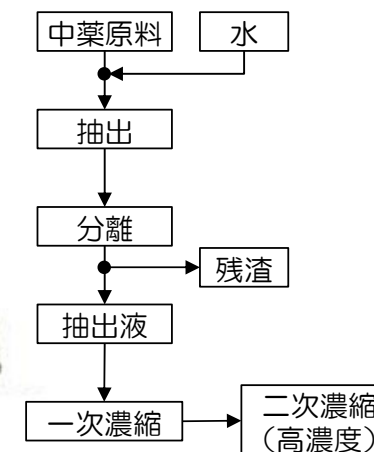 中薬原料
水
抽出
分離
残渣
抽出液
一次濃縮
二次濃縮
（高濃度）